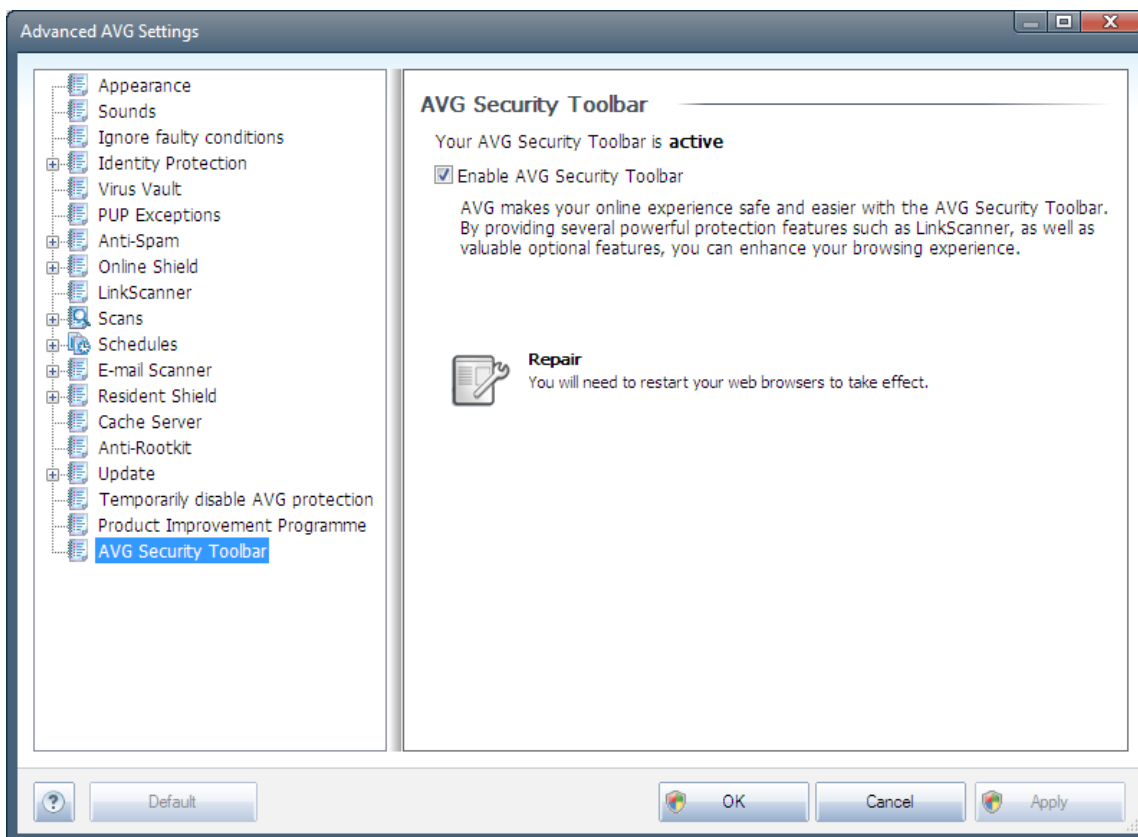 Advanced AVG Settings
Appearance
Sounds
Ignore faulty conditions
Identity Protection
Virus Vault
PUP Exceptions
Anti-Spam
Online Shield
LinkScanner
Scans
Schedules
E-mail Scanner
Resident Shield
Cache Server
Anti-Rootkit
Update
Temporarily disable AVG protection
Product Improvement Programme
AVG Security Toolbar
AVG Security Toolbar
Your AVG Security Toolbar is active
Enable AVG Security Toolbar
AVG makes your online experience safe and easier with the AVG Security Toolbar.
By providing several powerful protection features such as LinkScanner, as well as
valuable optional features, you can enhance your browsing experience.
Repair
You will need to restart your web browsers to take effect.
?
Default
OK
Cancel
Apply